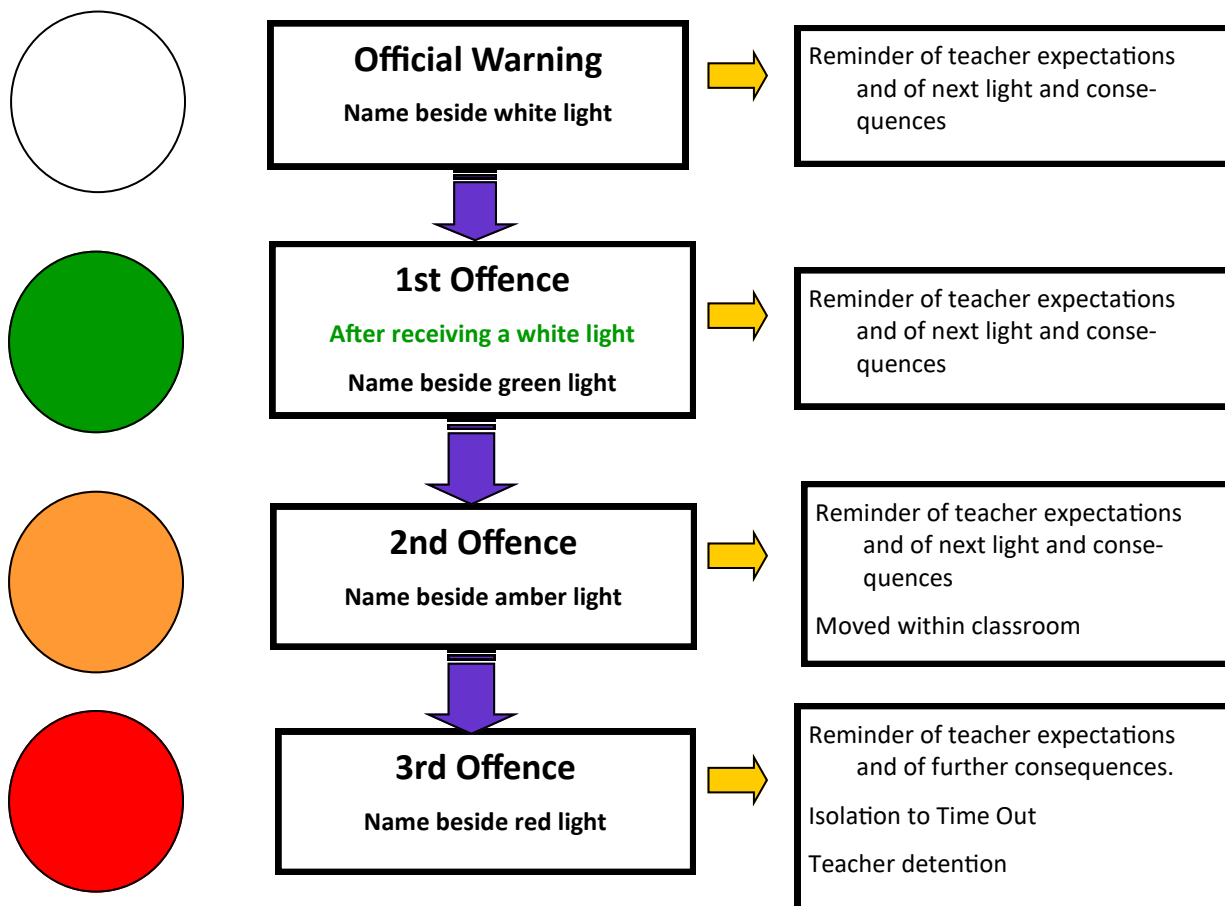 Official Warning
Name beside white light
Reminder of teacher expectations
and of next light and conse-
quences
1st Offence
After receiving a white light
Name beside green light
Reminder of teacher expectations
and of next light and conse-
quences
2nd Offence
Name beside amber light
Reminder of teacher expectations
and of next light and conse-
quences
Moved within classroom
3rd Offence
Name beside red light
Reminder of teacher expectations
and of further consequences.
Isolation to Time Out
Teacher detention